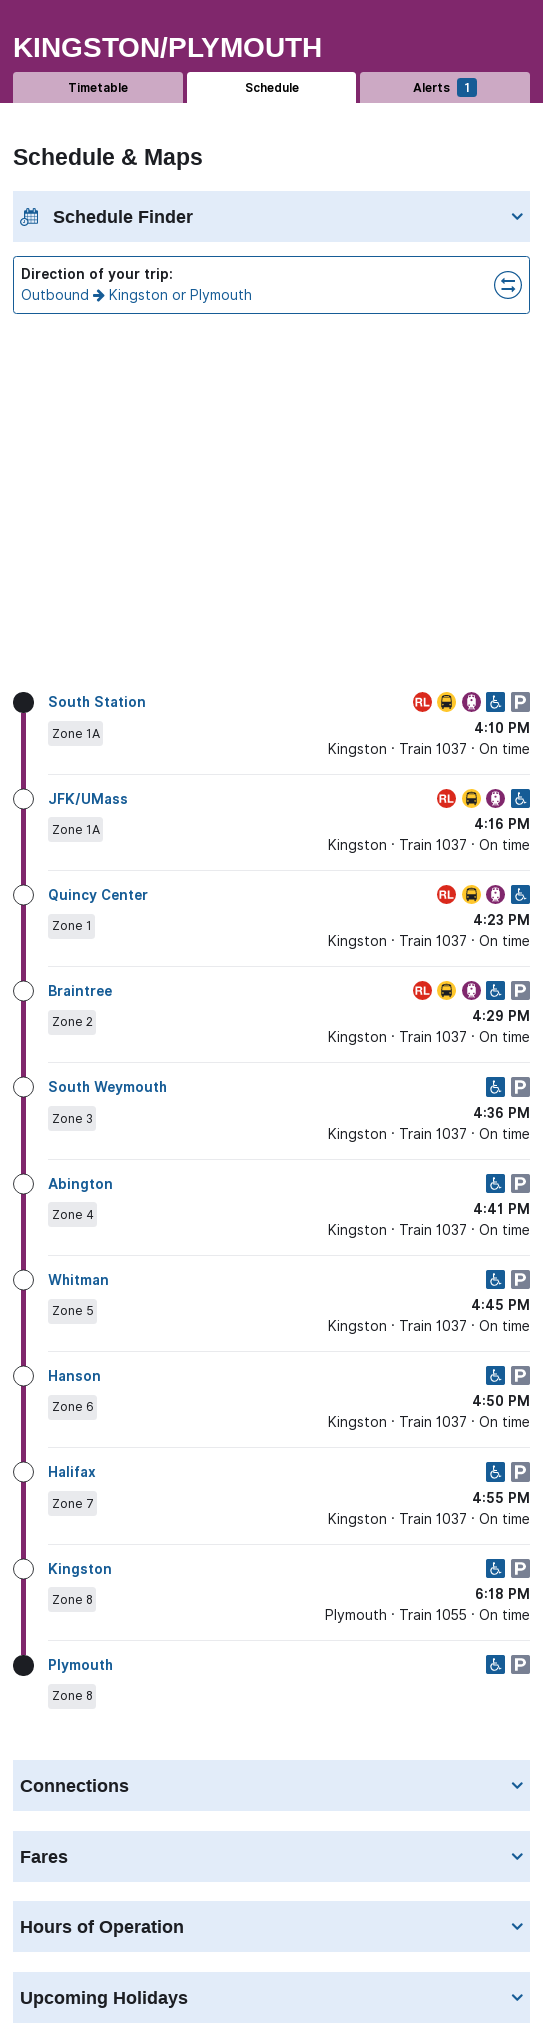 KINGSTON/PLYMOUTH
Timetable Schedule Alerts 1
Schedule & Maps
Schedule Finder
Direction of your trip:
Outbound → Kingston or Plymouth
South Station RL P
Zone 1A 4:10 PM
Kingston · Train 1037 · On time
JFK/UMass RL
Zone 1A 4:16 PM
Kingston · Train 1037 · On time
Quincy Center RL
Zone 1 4:23 PM
Kingston · Train 1037 · On time
Braintree RL P
Zone 2 4:29 PM
Kingston · Train 1037 · On time
South Weymouth P
Zone 3 4:36 PM
Kingston · Train 1037 · On time
Abington P
Zone 4 4:41 PM
Kingston · Train 1037 · On time
Whitman P
Zone 5 4:45 PM
Kingston · Train 1037 · On time
Hanson P
Zone 6 4:50 PM
Kingston · Train 1037 · On time
Halifax P
Zone 7 4:55 PM
Kingston · Train 1037 · On time
Kingston P
Zone 8 6:18 PM
Plymouth · Train 1055 · On time
Plymouth P
Zone 8
Connections
Fares
Hours of Operation
Upcoming Holidays